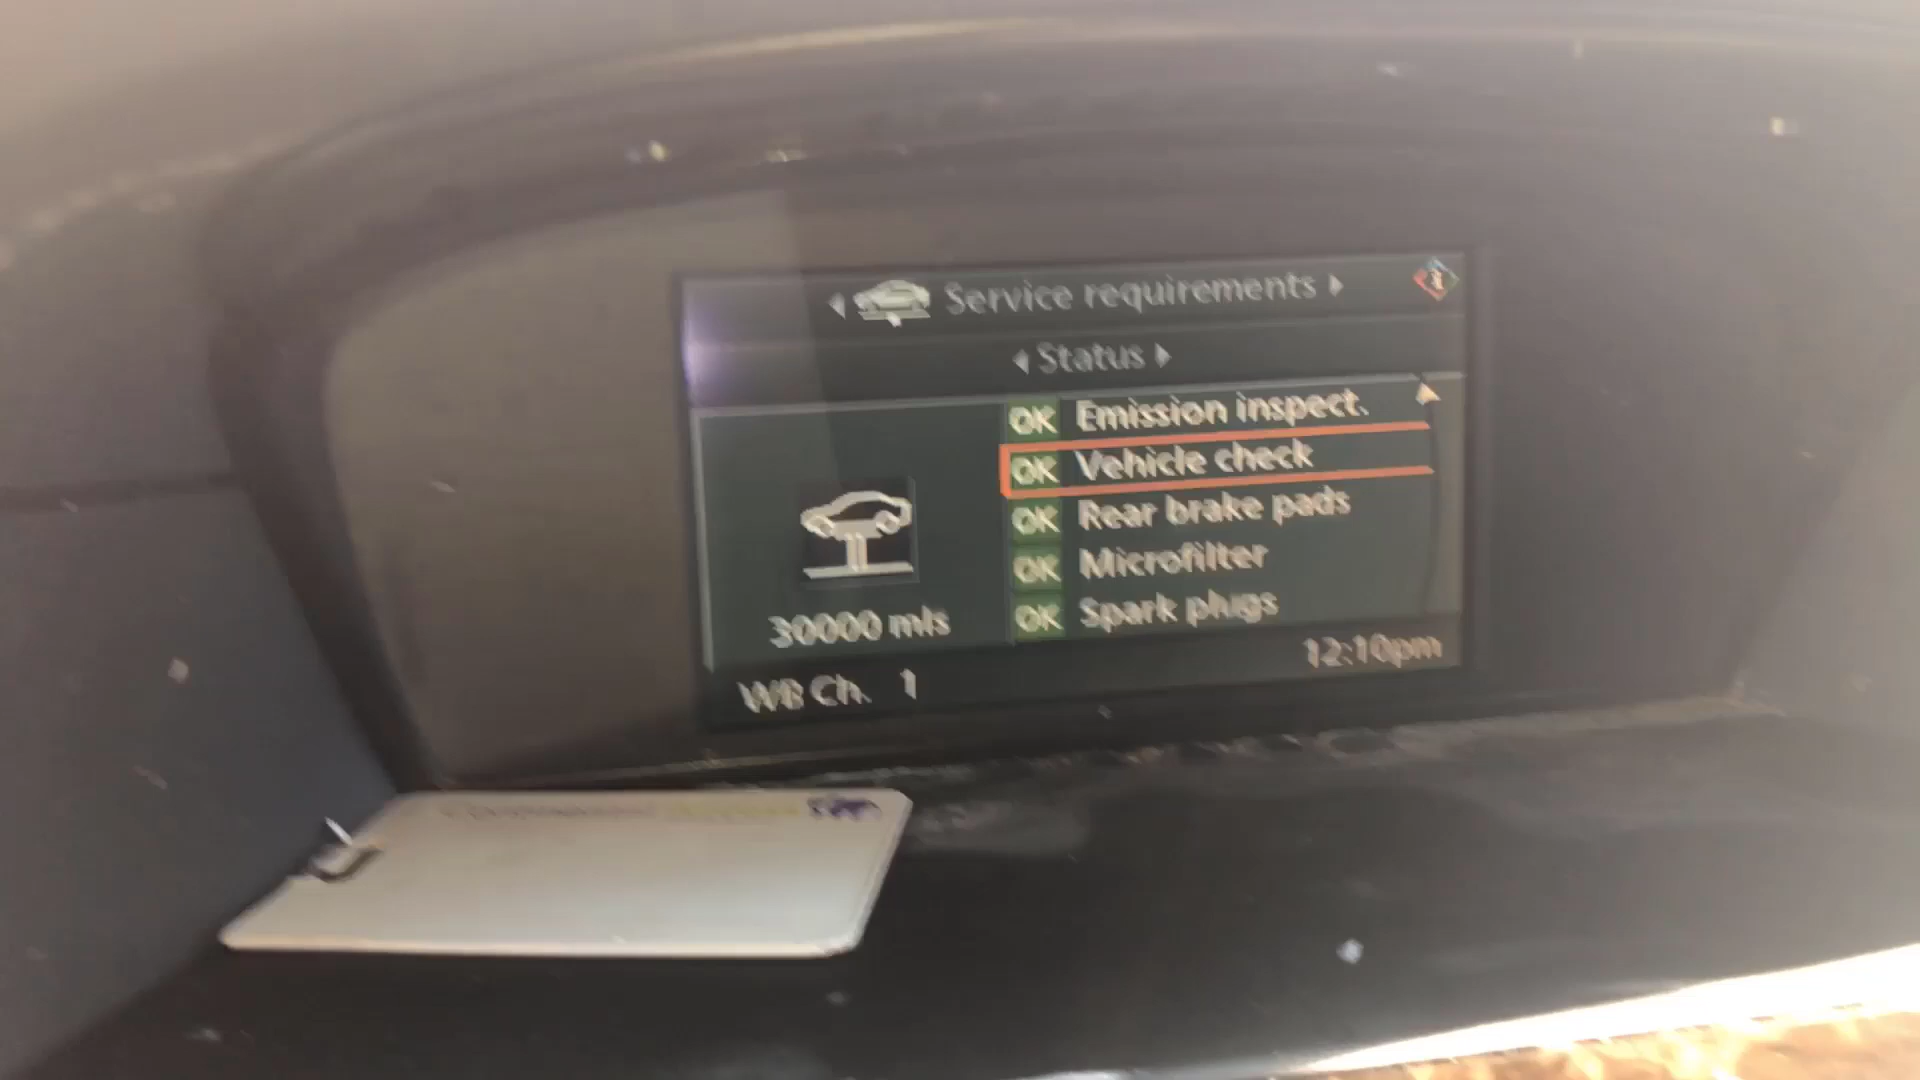 Service requirements
Status
OK Emission inspect.
OK Vehicle check
OK Rear brake pads
OK Microfilter
OK Spark plugs
30000 mls
12:10pm
WB Ch. 1